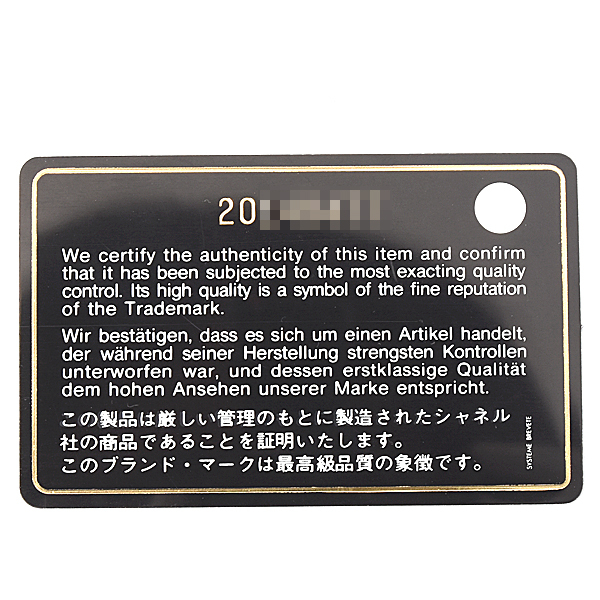 20
We certify the authenticity of this item and confirm
that it has been subjected to the most exacting quality
control. Its high quality is a symbol of the fine reputation
of the Trademark.
Wir bestätigen, dass es sich um einen Artikel handelt,
der während seiner Herstellung strengsten Kontrollen
unterworfen war, und dessen erstklassige Qualität
dem hohen Ansehen unserer Marke entspricht.
この製品は厳しい管理のもとに製造されたシャネル
社の商品であることを証明いたします。
このブランド・マークは最高級品質の象徴です。
SYSTEME BREVETE